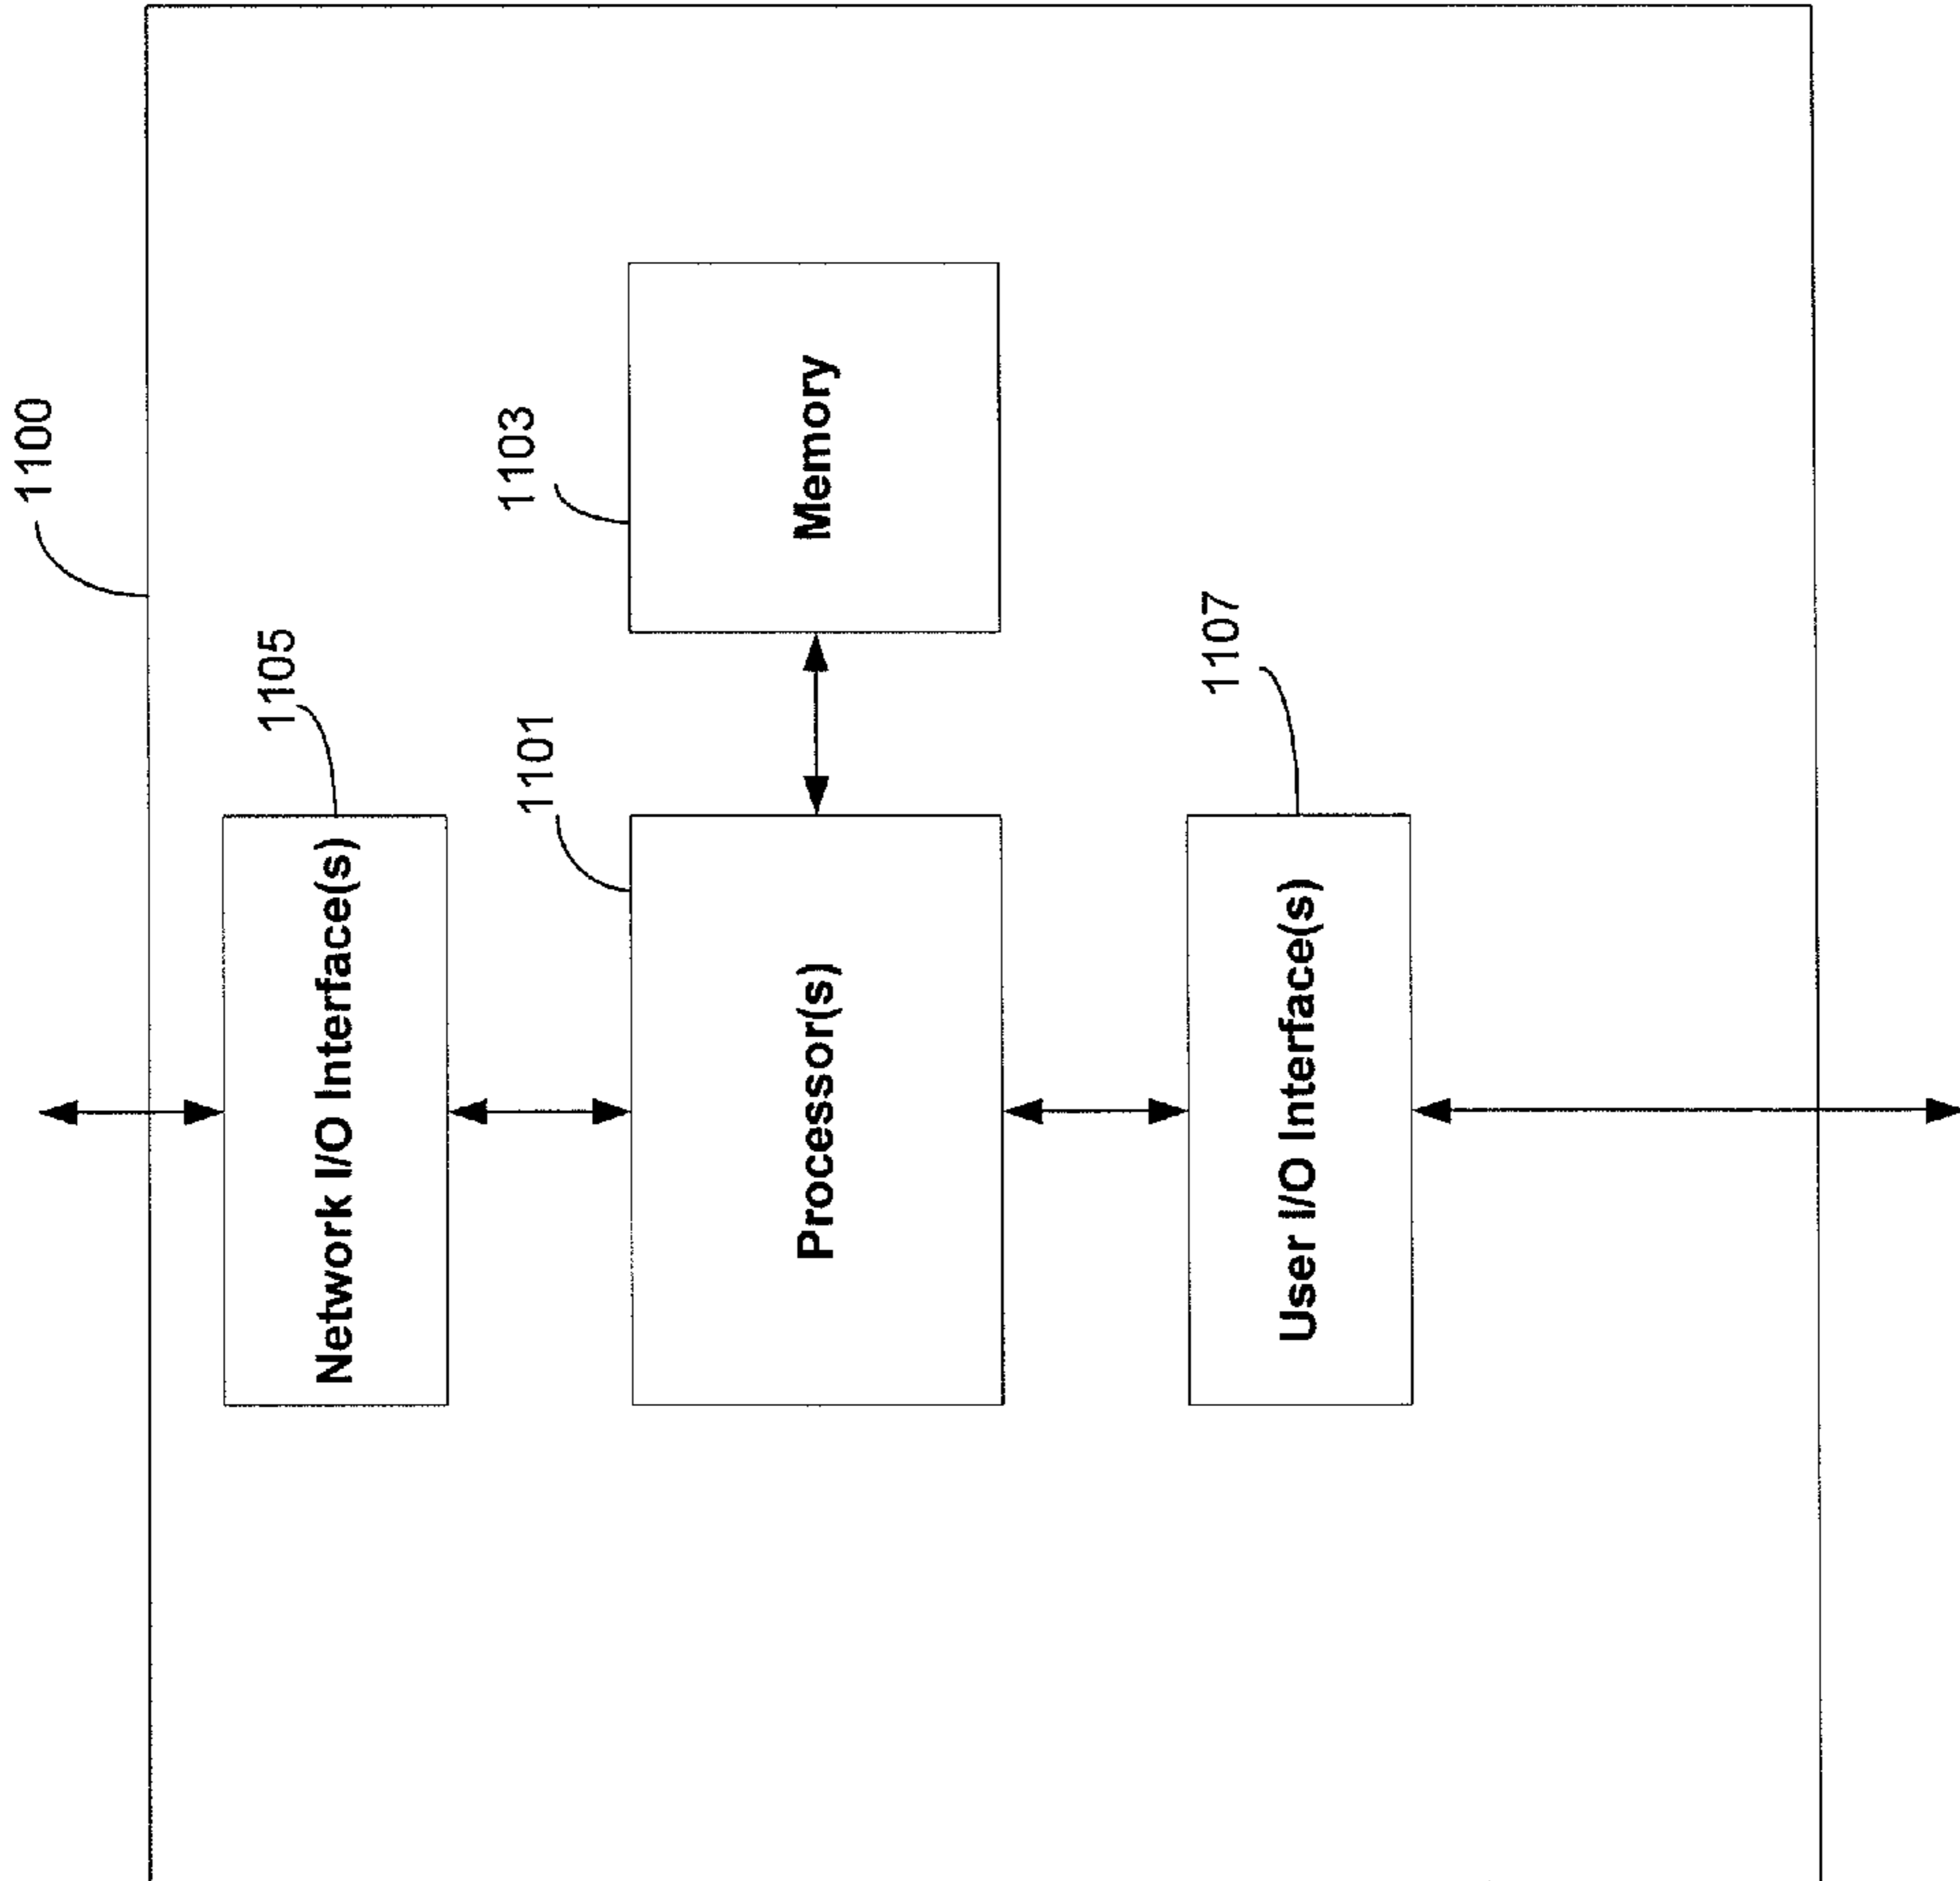 1100
1105
Network I/O Interface(s)
1101
Processor(s)
1103
Memory
1107
User I/O Interface(s)